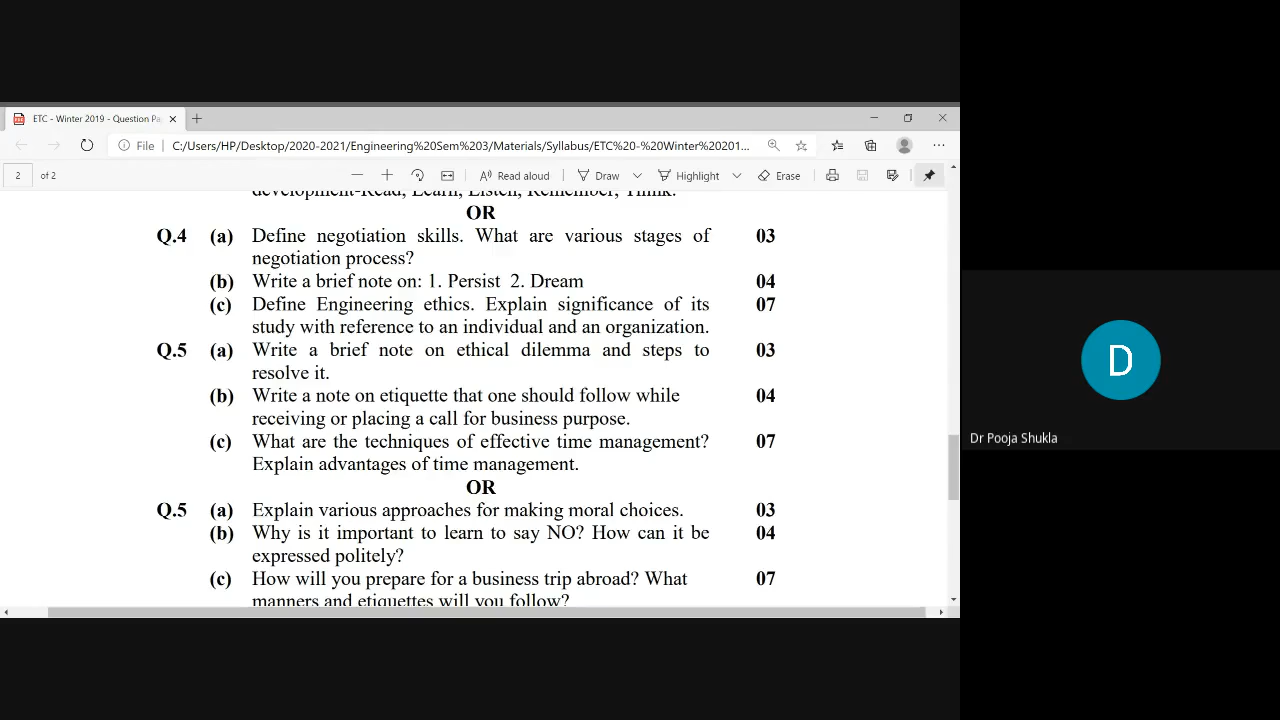 ETC - Winter 2019 - Question Pa
File
C:/Users/HP/Desktop/2020-2021/Engineering%20Sem%203/Materials/Syllabus/ETC%20-%20Winter%20201...
2 of 2
Read aloud
Draw
Highlight
Erase
development-Read, Learn, Listen, Remember, Think.
OR
Q.4 (a) Define negotiation skills. What are various stages of 03
negotiation process?
(b) Write a brief note on: 1. Persist 2. Dream 04
(c) Define Engineering ethics. Explain significance of its 07
study with reference to an individual and an organization.
Q.5 (a) Write a brief note on ethical dilemma and steps to 03
resolve it.
(b) Write a note on etiquette that one should follow while 04
receiving or placing a call for business purpose.
(c) What are the techniques of effective time management? 07
Explain advantages of time management.
OR
Q.5 (a) Explain various approaches for making moral choices. 03
(b) Why is it important to learn to say NO? How can it be 04
expressed politely?
(c) How will you prepare for a business trip abroad? What 07
manners and etiquettes will you follow?
D
Dr Pooja Shukla